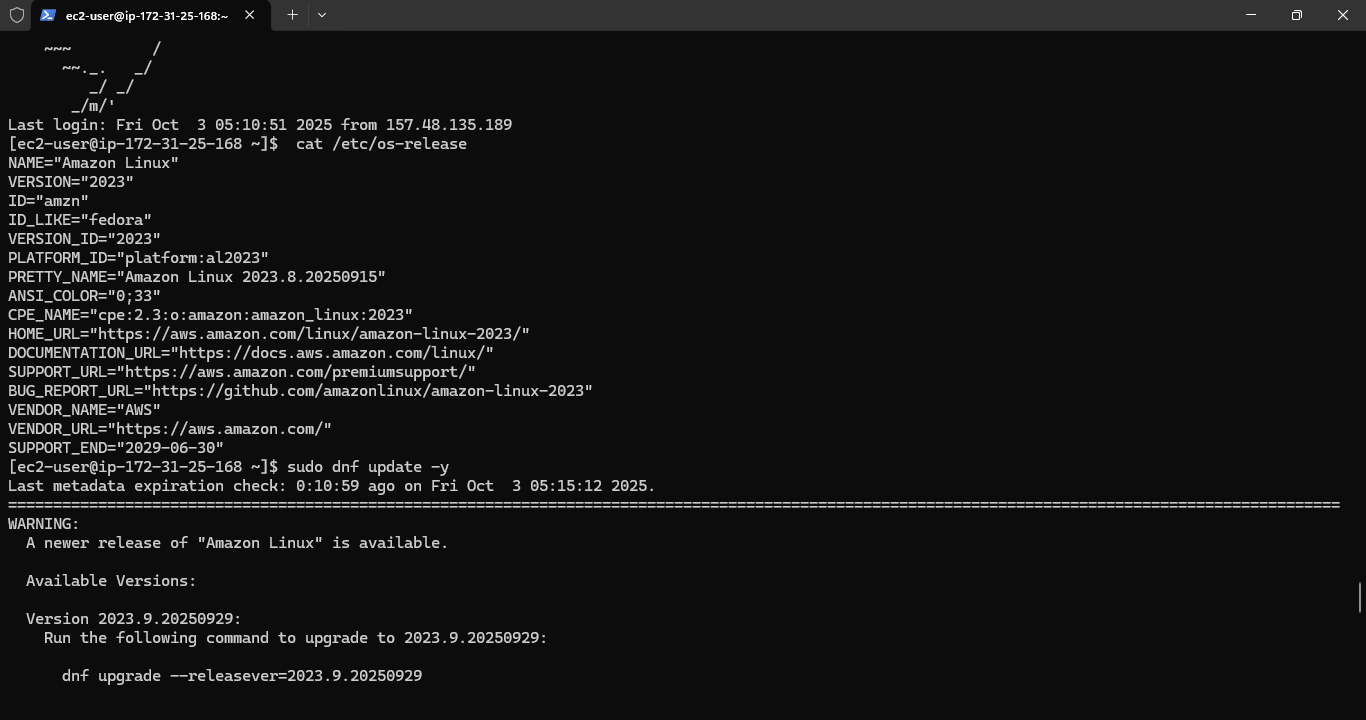 ec2-user@ip-172-31-25-168:~
   ~~~         /
     ~~._.   _/
        _/ _/
      _/m/'
Last login: Fri Oct  3 05:10:51 2025 from 157.48.135.189
[ec2-user@ip-172-31-25-168 ~]$  cat /etc/os-release
NAME="Amazon Linux"
VERSION="2023"
ID="amzn"
ID_LIKE="fedora"
VERSION_ID="2023"
PLATFORM_ID="platform:al2023"
PRETTY_NAME="Amazon Linux 2023.8.20250915"
ANSI_COLOR="0;33"
CPE_NAME="cpe:2.3:o:amazon:amazon_linux:2023"
HOME_URL="https://aws.amazon.com/linux/amazon-linux-2023/"
DOCUMENTATION_URL="https://docs.aws.amazon.com/linux/"
SUPPORT_URL="https://aws.amazon.com/premiumsupport/"
BUG_REPORT_URL="https://github.com/amazonlinux/amazon-linux-2023"
VENDOR_NAME="AWS"
VENDOR_URL="https://aws.amazon.com/"
SUPPORT_END="2029-06-30"
[ec2-user@ip-172-31-25-168 ~]$ sudo dnf update -y
Last metadata expiration check: 0:10:59 ago on Fri Oct  3 05:15:12 2025.
====================================================================================================================================================
WARNING:
  A newer release of "Amazon Linux" is available.
  Available Versions:
  Version 2023.9.20250929:
    Run the following command to upgrade to 2023.9.20250929:
      dnf upgrade --releasever=2023.9.20250929